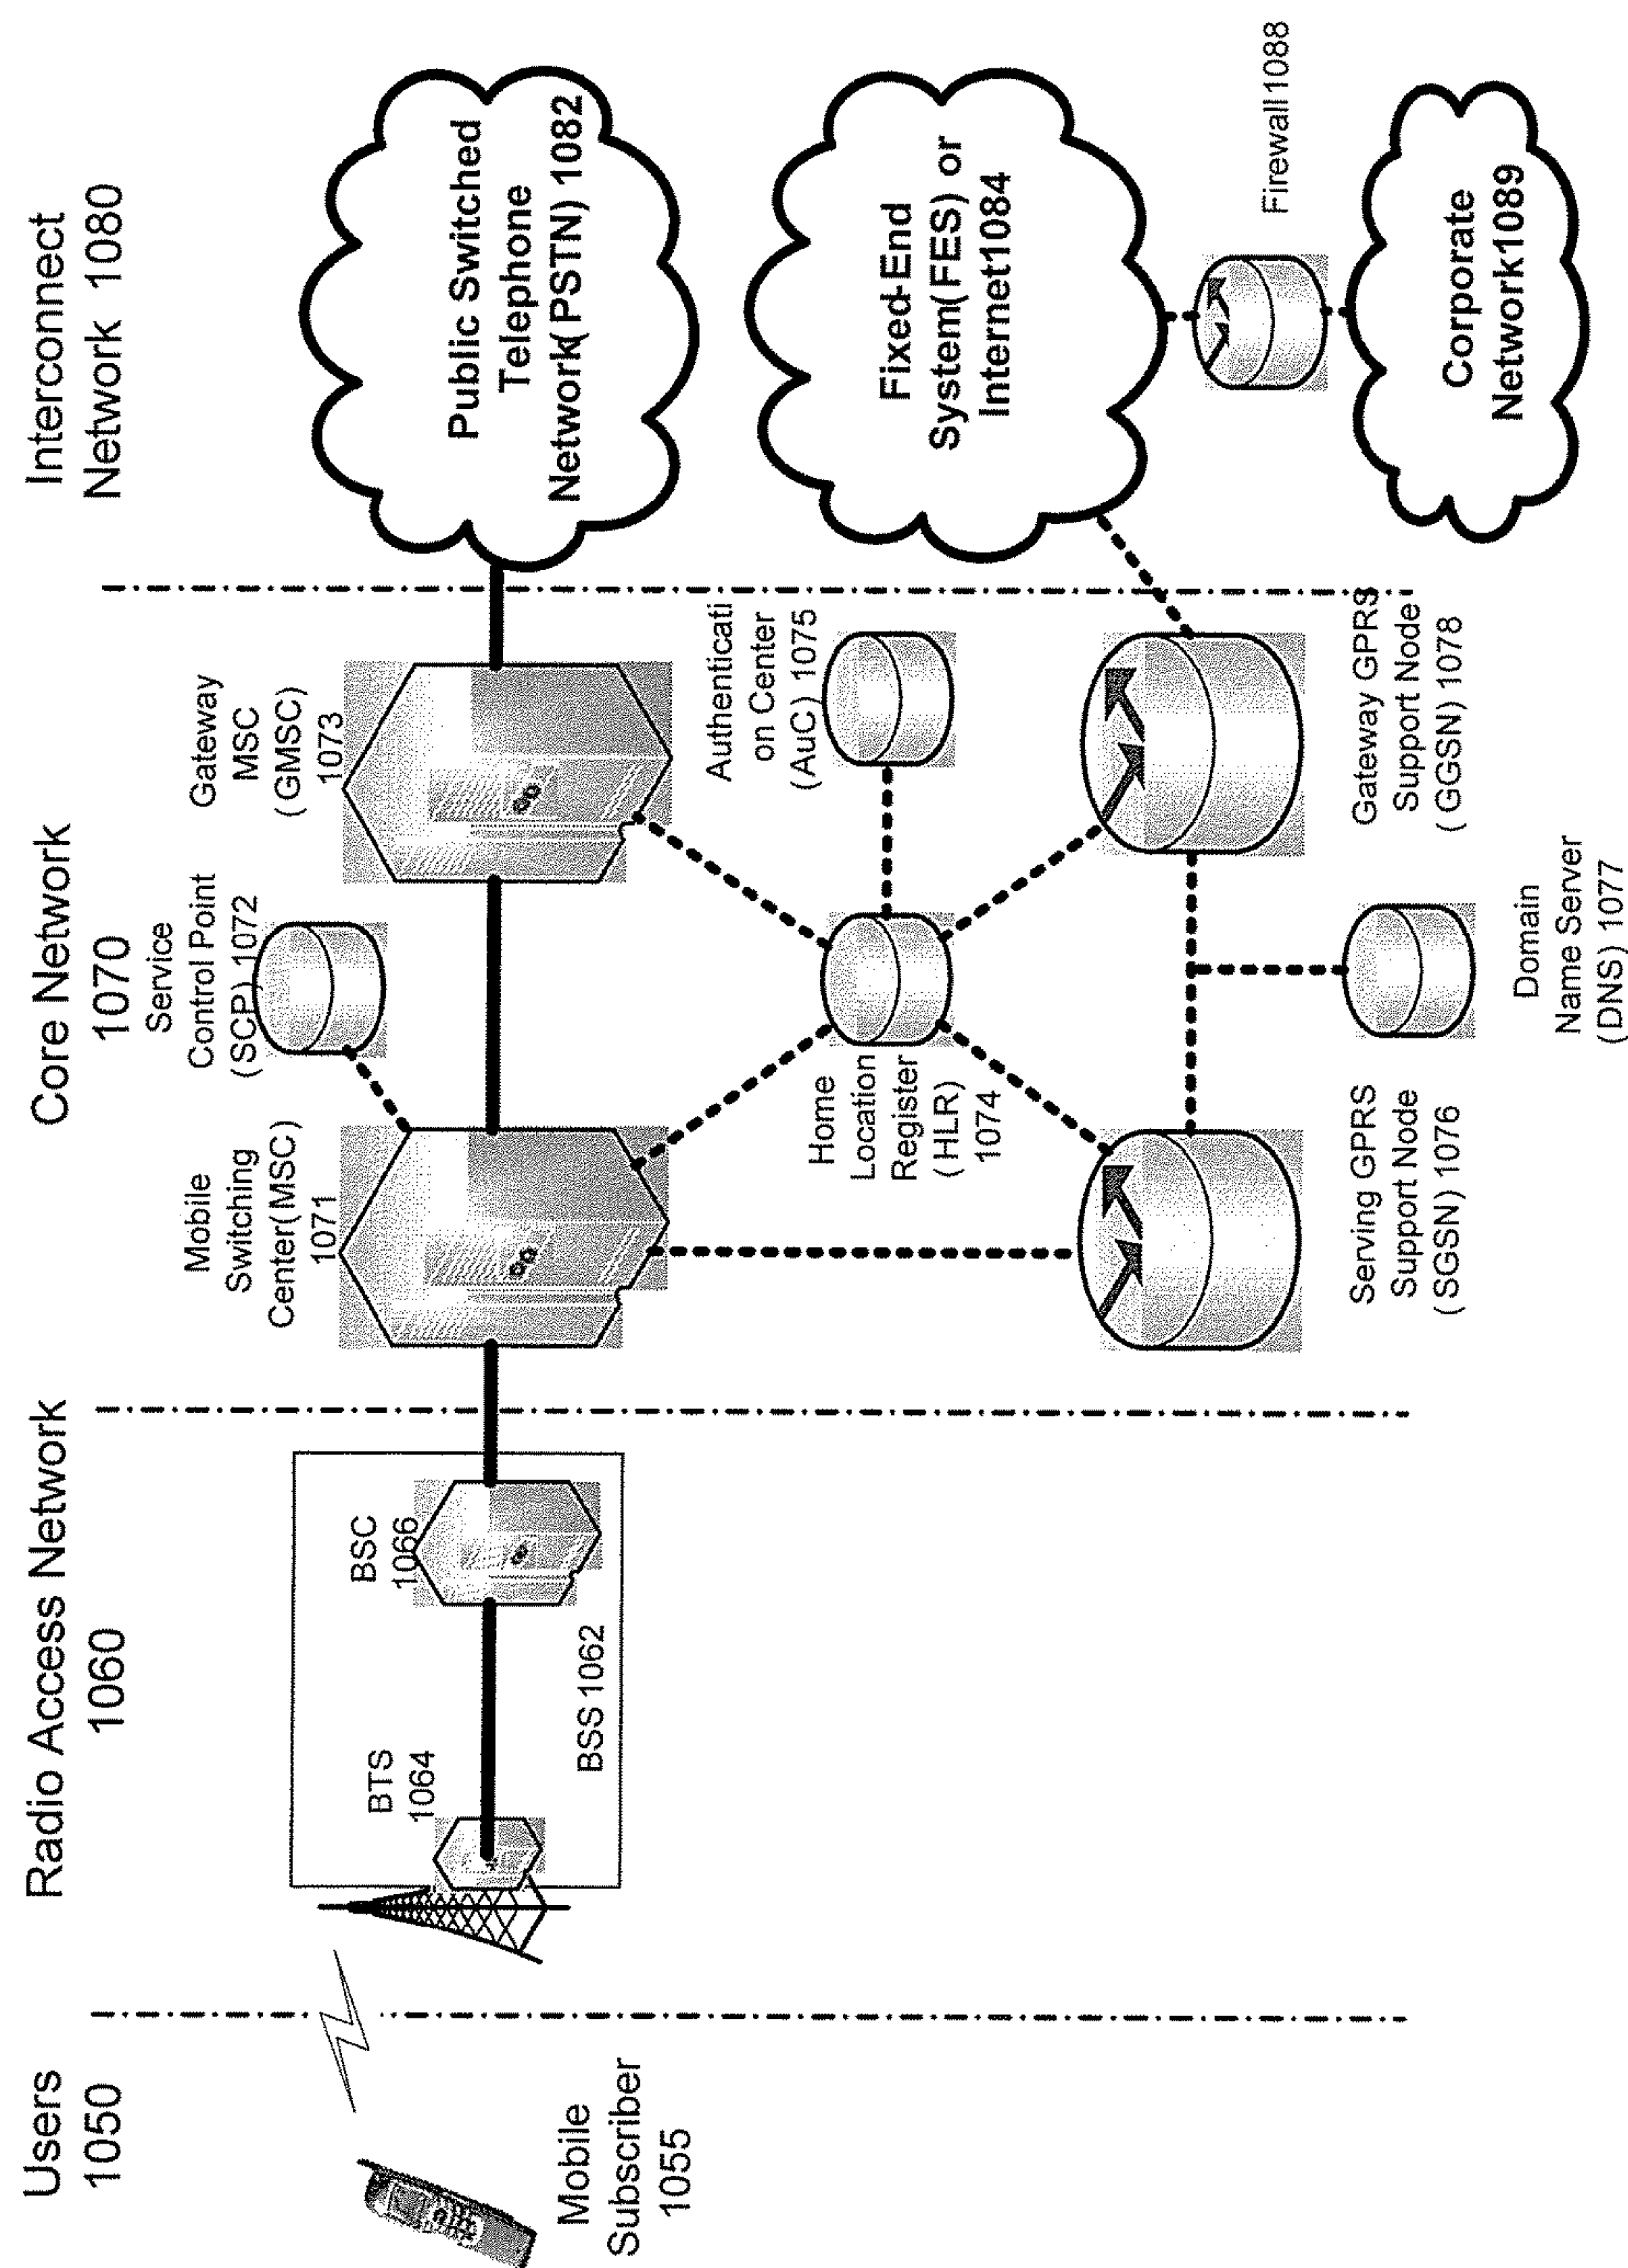 Users
1050
Radio Access Network
1060
Core Network
1070
Interconnect
Network 1080
Mobile
Subscriber
1055
BTS
1064
BSC
1066
BSS 1062
Mobile
Switching
Center(MSC)
1071
Service
Control Point
(SCP) 1072
Gateway
MSC
(GMSC)
1073
Public Switched
Telephone
Network(PSTN) 1082
Home
Location
Register
(HLR)
1074
Authenticati
on Center
(AuC) 1075
Fixed-End
System(FES) or
Internet1084
Serving GPRS
Support Node
(SGSN) 1076
Gateway GPRS
Support Node
(GGSN) 1078
Firewall1088
Domain
Name Server
(DNS) 1077
Corporate
Network1089